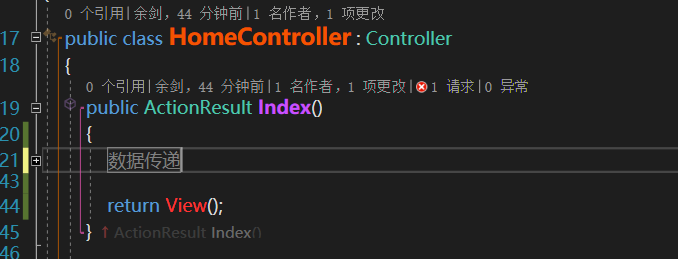 0 个引用|余剑，44 分钟前|1 名作者，1 项更改
17 public class HomeController : Controller
18 {
0 个引用|余剑，44 分钟前|1 名作者，1 项更改|1 请求|0 异常
19 public ActionResult Index()
20 {
21 数据传递
43
44 return View();
45 } ↑ ActionResult Index()
46